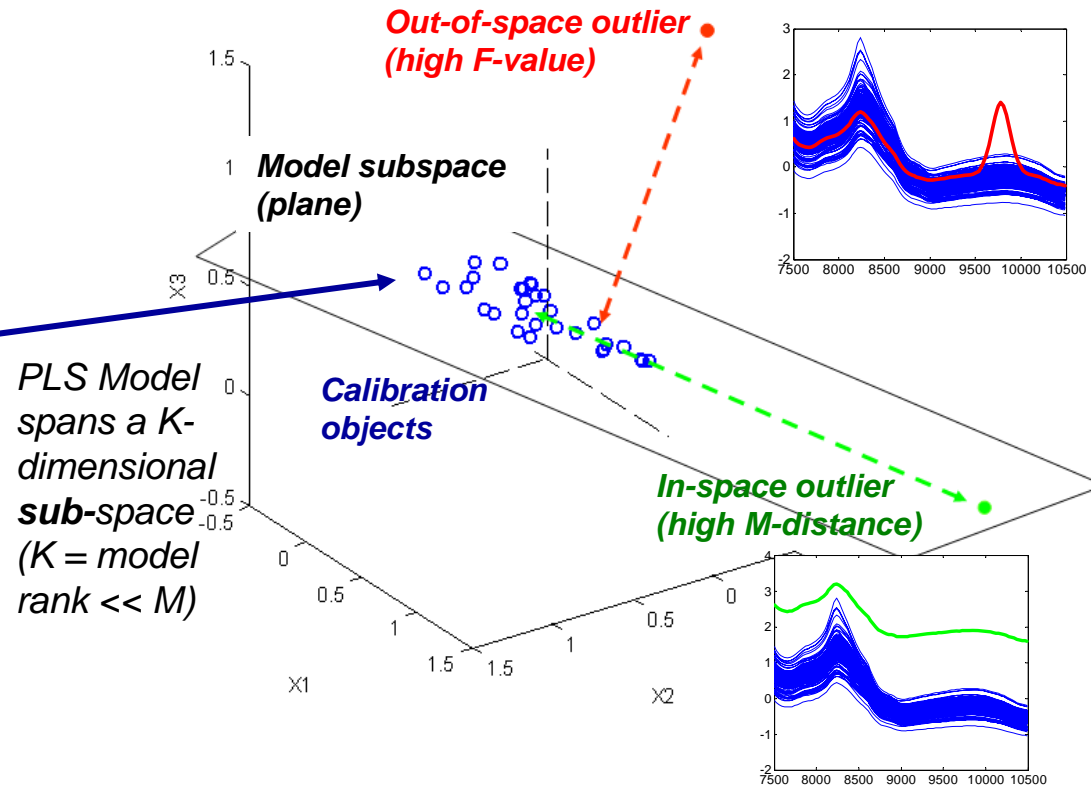 Out-of-space outlier
(high F-value)
Model subspace
(plane)
PLS Model
spans a K-
dimensional
sub-space
(K = model
rank << M)
Calibration
objects
In-space outlier
(high M-distance)
1.5
1
0.5
0
-0.5
X3
-0.5
0
0.5
1
1.5
X1
1.5
1
0.5
0
X2
3
2
1
0
-1
-2
7500 8000 8500 9000 9500 10000 10500
4
3
2
1
0
-1
-2
7500 8000 8500 9000 9500 10000 10500